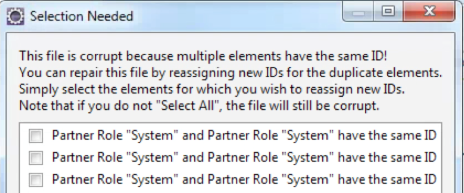 Selection Needed
This file is corrupt because multiple elements have the same ID!
You can repair this file by reassigning new IDs for the duplicate elements.
Simply select the elements for which you wish to reassign new IDs.
Note that if you do not "Select All", the file will still be corrupt.
Partner Role "System" and Partner Role "System" have the same ID
Partner Role "System" and Partner Role "System" have the same ID
Partner Role "System" and Partner Role "System" have the same ID